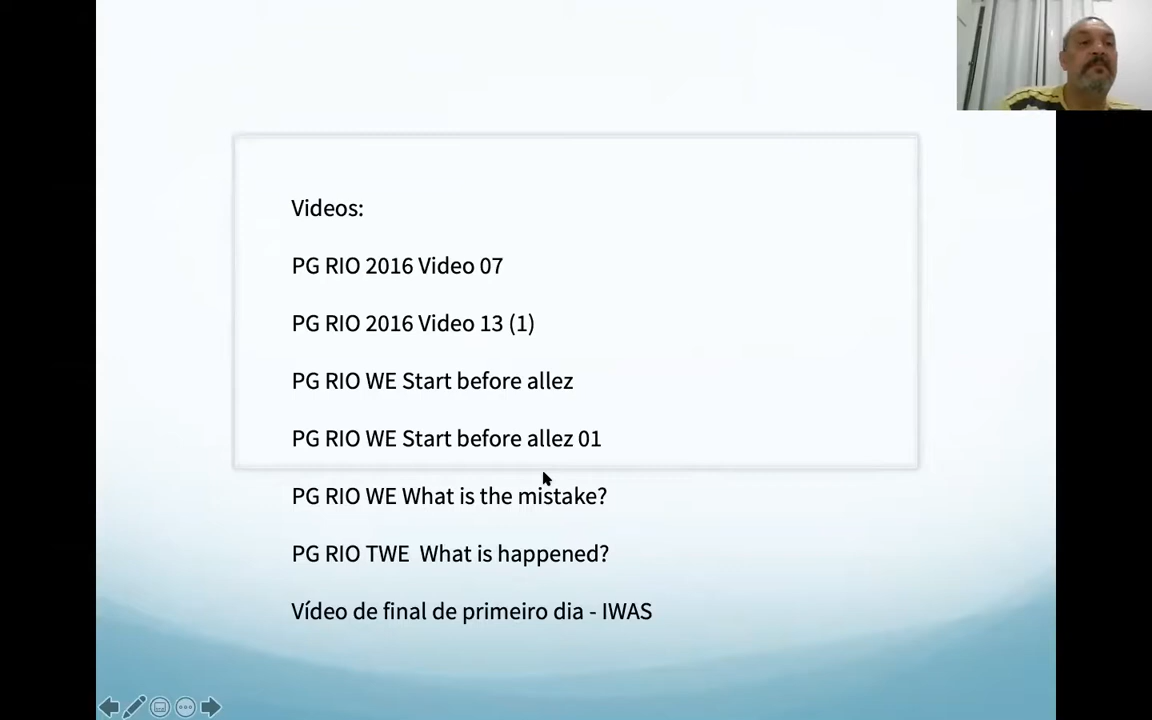 Videos:
PG RIO 2016 Video 07
PG RIO 2016 Video 13 (1)
PG RIO WE Start before allez
PG RIO WE Start before allez 01
PG RIO WE What is the mistake?
PG RIO TWE  What is happened?
Vídeo de final de primeiro dia - IWAS